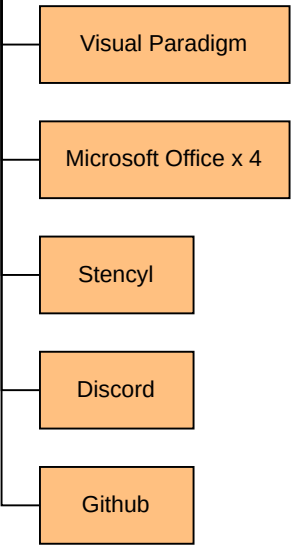 Visual Paradigm
Microsoft Office x 4
Stencyl
Discord
Github